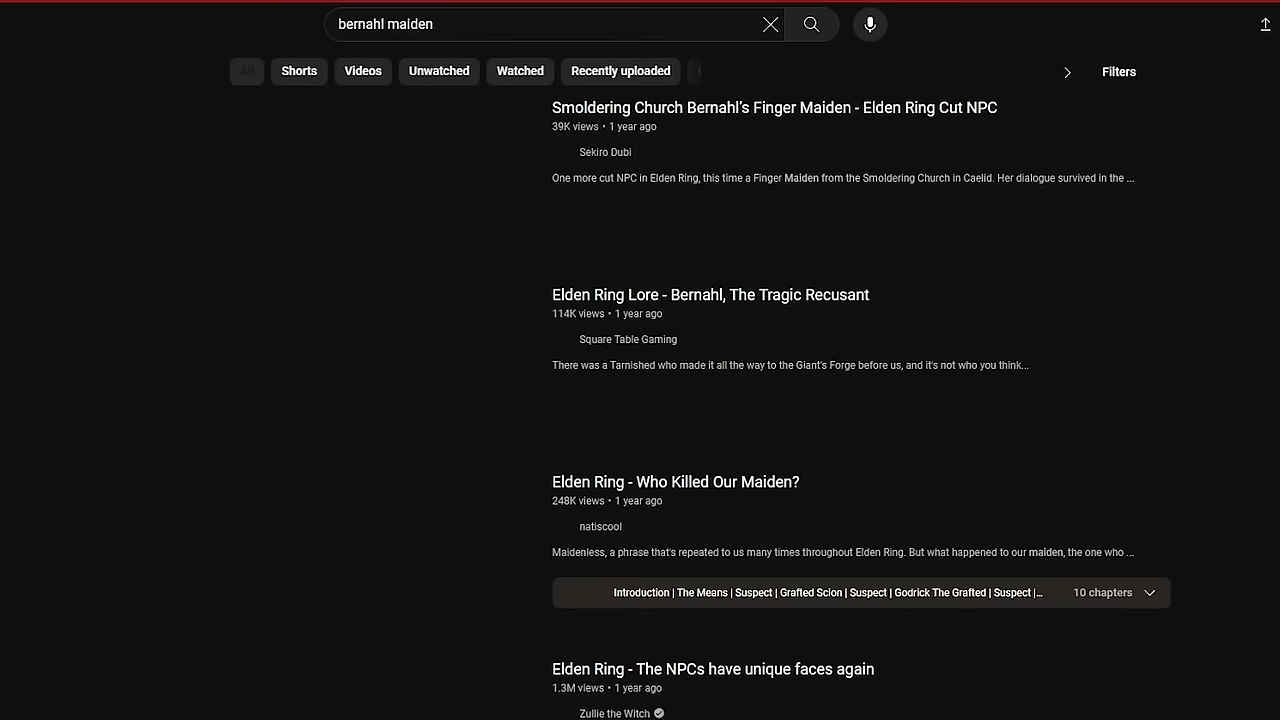 bernahl maiden
All Shorts Videos Unwatched Watched Recently uploaded Filters
Smoldering Church Bernahl’s Finger Maiden - Elden Ring Cut NPC
39K views • 1 year ago
Sekiro Dubi
One more cut NPC in Elden Ring, this time a Finger Maiden from the Smoldering Church in Caelid. Her dialogue survived in the ...
Elden Ring Lore - Bernahl, The Tragic Recusant
114K views • 1 year ago
Square Table Gaming
There was a Tarnished who made it all the way to the Giant's Forge before us, and it's not who you think...
Elden Ring - Who Killed Our Maiden?
248K views • 1 year ago
natiscool
Maidenless, a phrase that's repeated to us many times throughout Elden Ring. But what happened to our maiden, the one who ...
Introduction | The Means | Suspect | Grafted Scion | Suspect | Godrick The Grafted | Suspect |... 10 chapters
Elden Ring - The NPCs have unique faces again
1.3M views • 1 year ago
Zullie the Witch